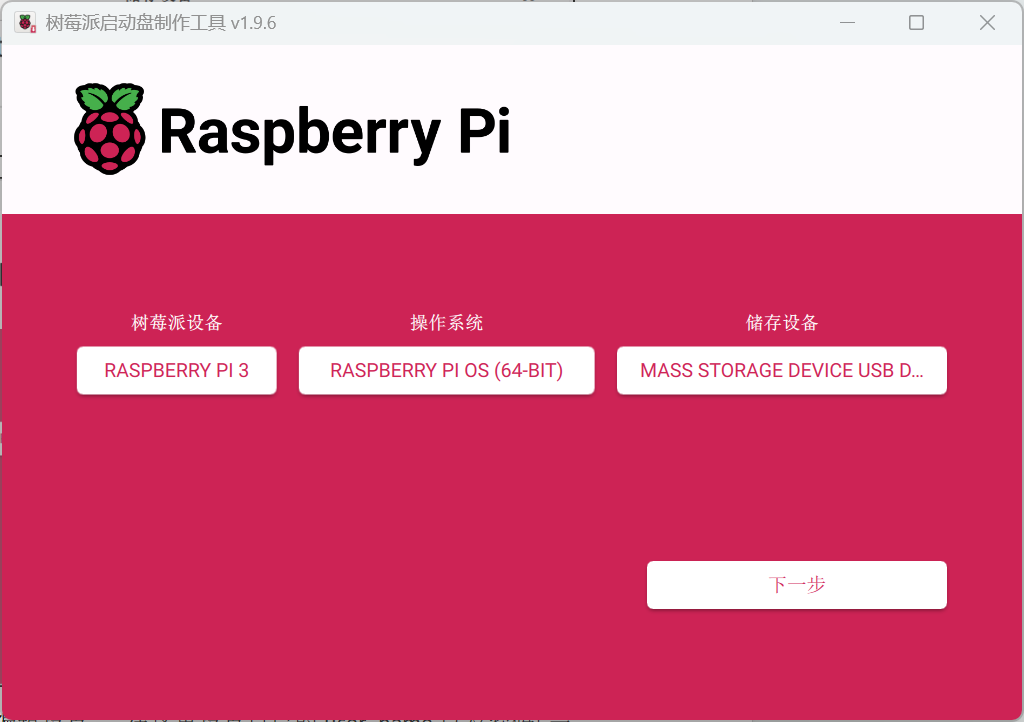 树莓派启动盘制作工具 v1.9.6
Raspberry Pi
树莓派设备
操作系统
储存设备
RASPBERRY PI 3
RASPBERRY PI OS (64-BIT)
MASS STORAGE DEVICE USB D...
下一步